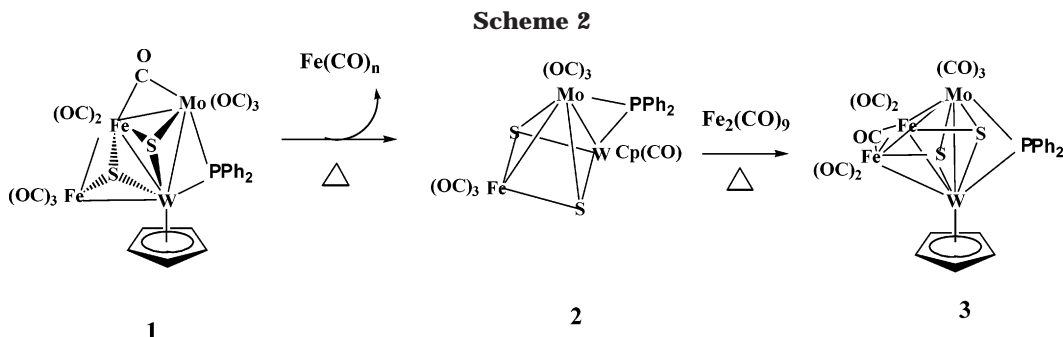 Scheme 2
O
C
(OC)2
Mo
(OC)3
Fe
S
S
PPh2
(OC)3
Fe
W
1
Fe(CO)n
△
(OC)3
Mo
PPh2
S
W
Cp(CO)
(OC)3
Fe
S
2
Fe2(CO)9
△
(CO)3
Mo
(OC)2
Fe
S
OC
PPh2
Fe
S
(OC)2
W
3